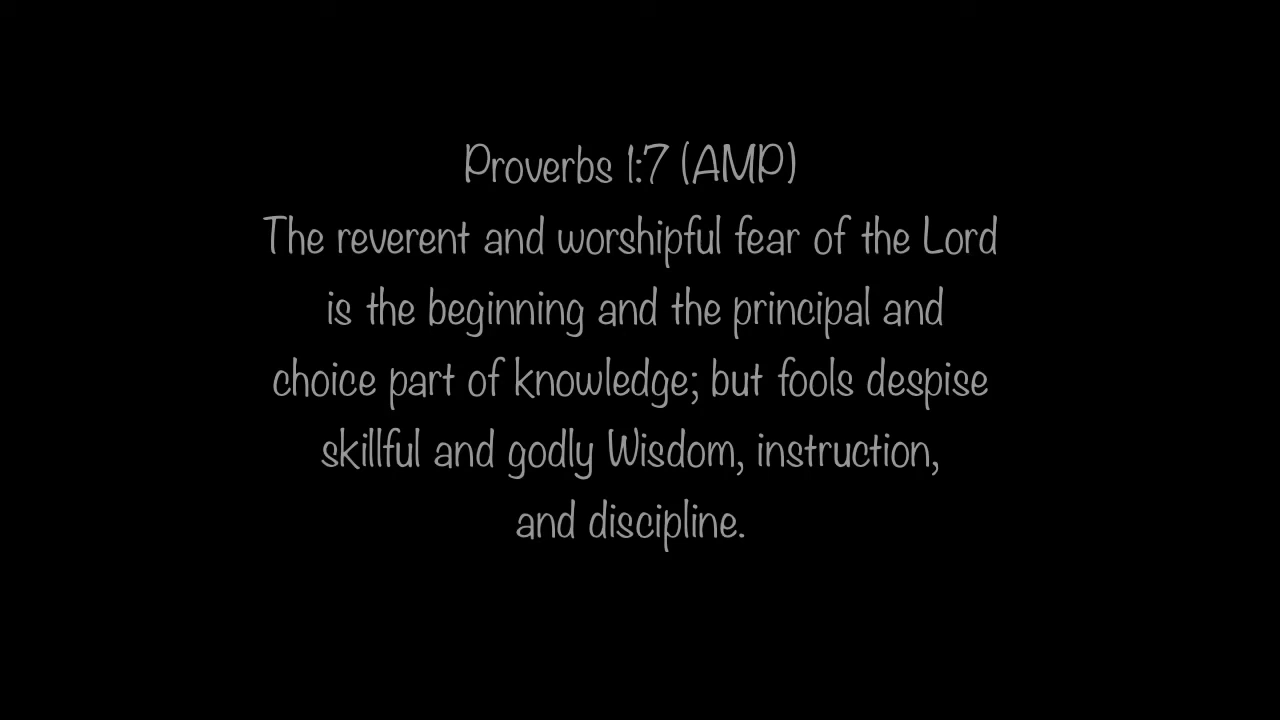 Proverbs 1:7 (AMP)
The reverent and worshipful fear of the Lord
is the beginning and the principal and
choice part of knowledge; but fools despise
skillful and godly Wisdom, instruction,
and discipline.